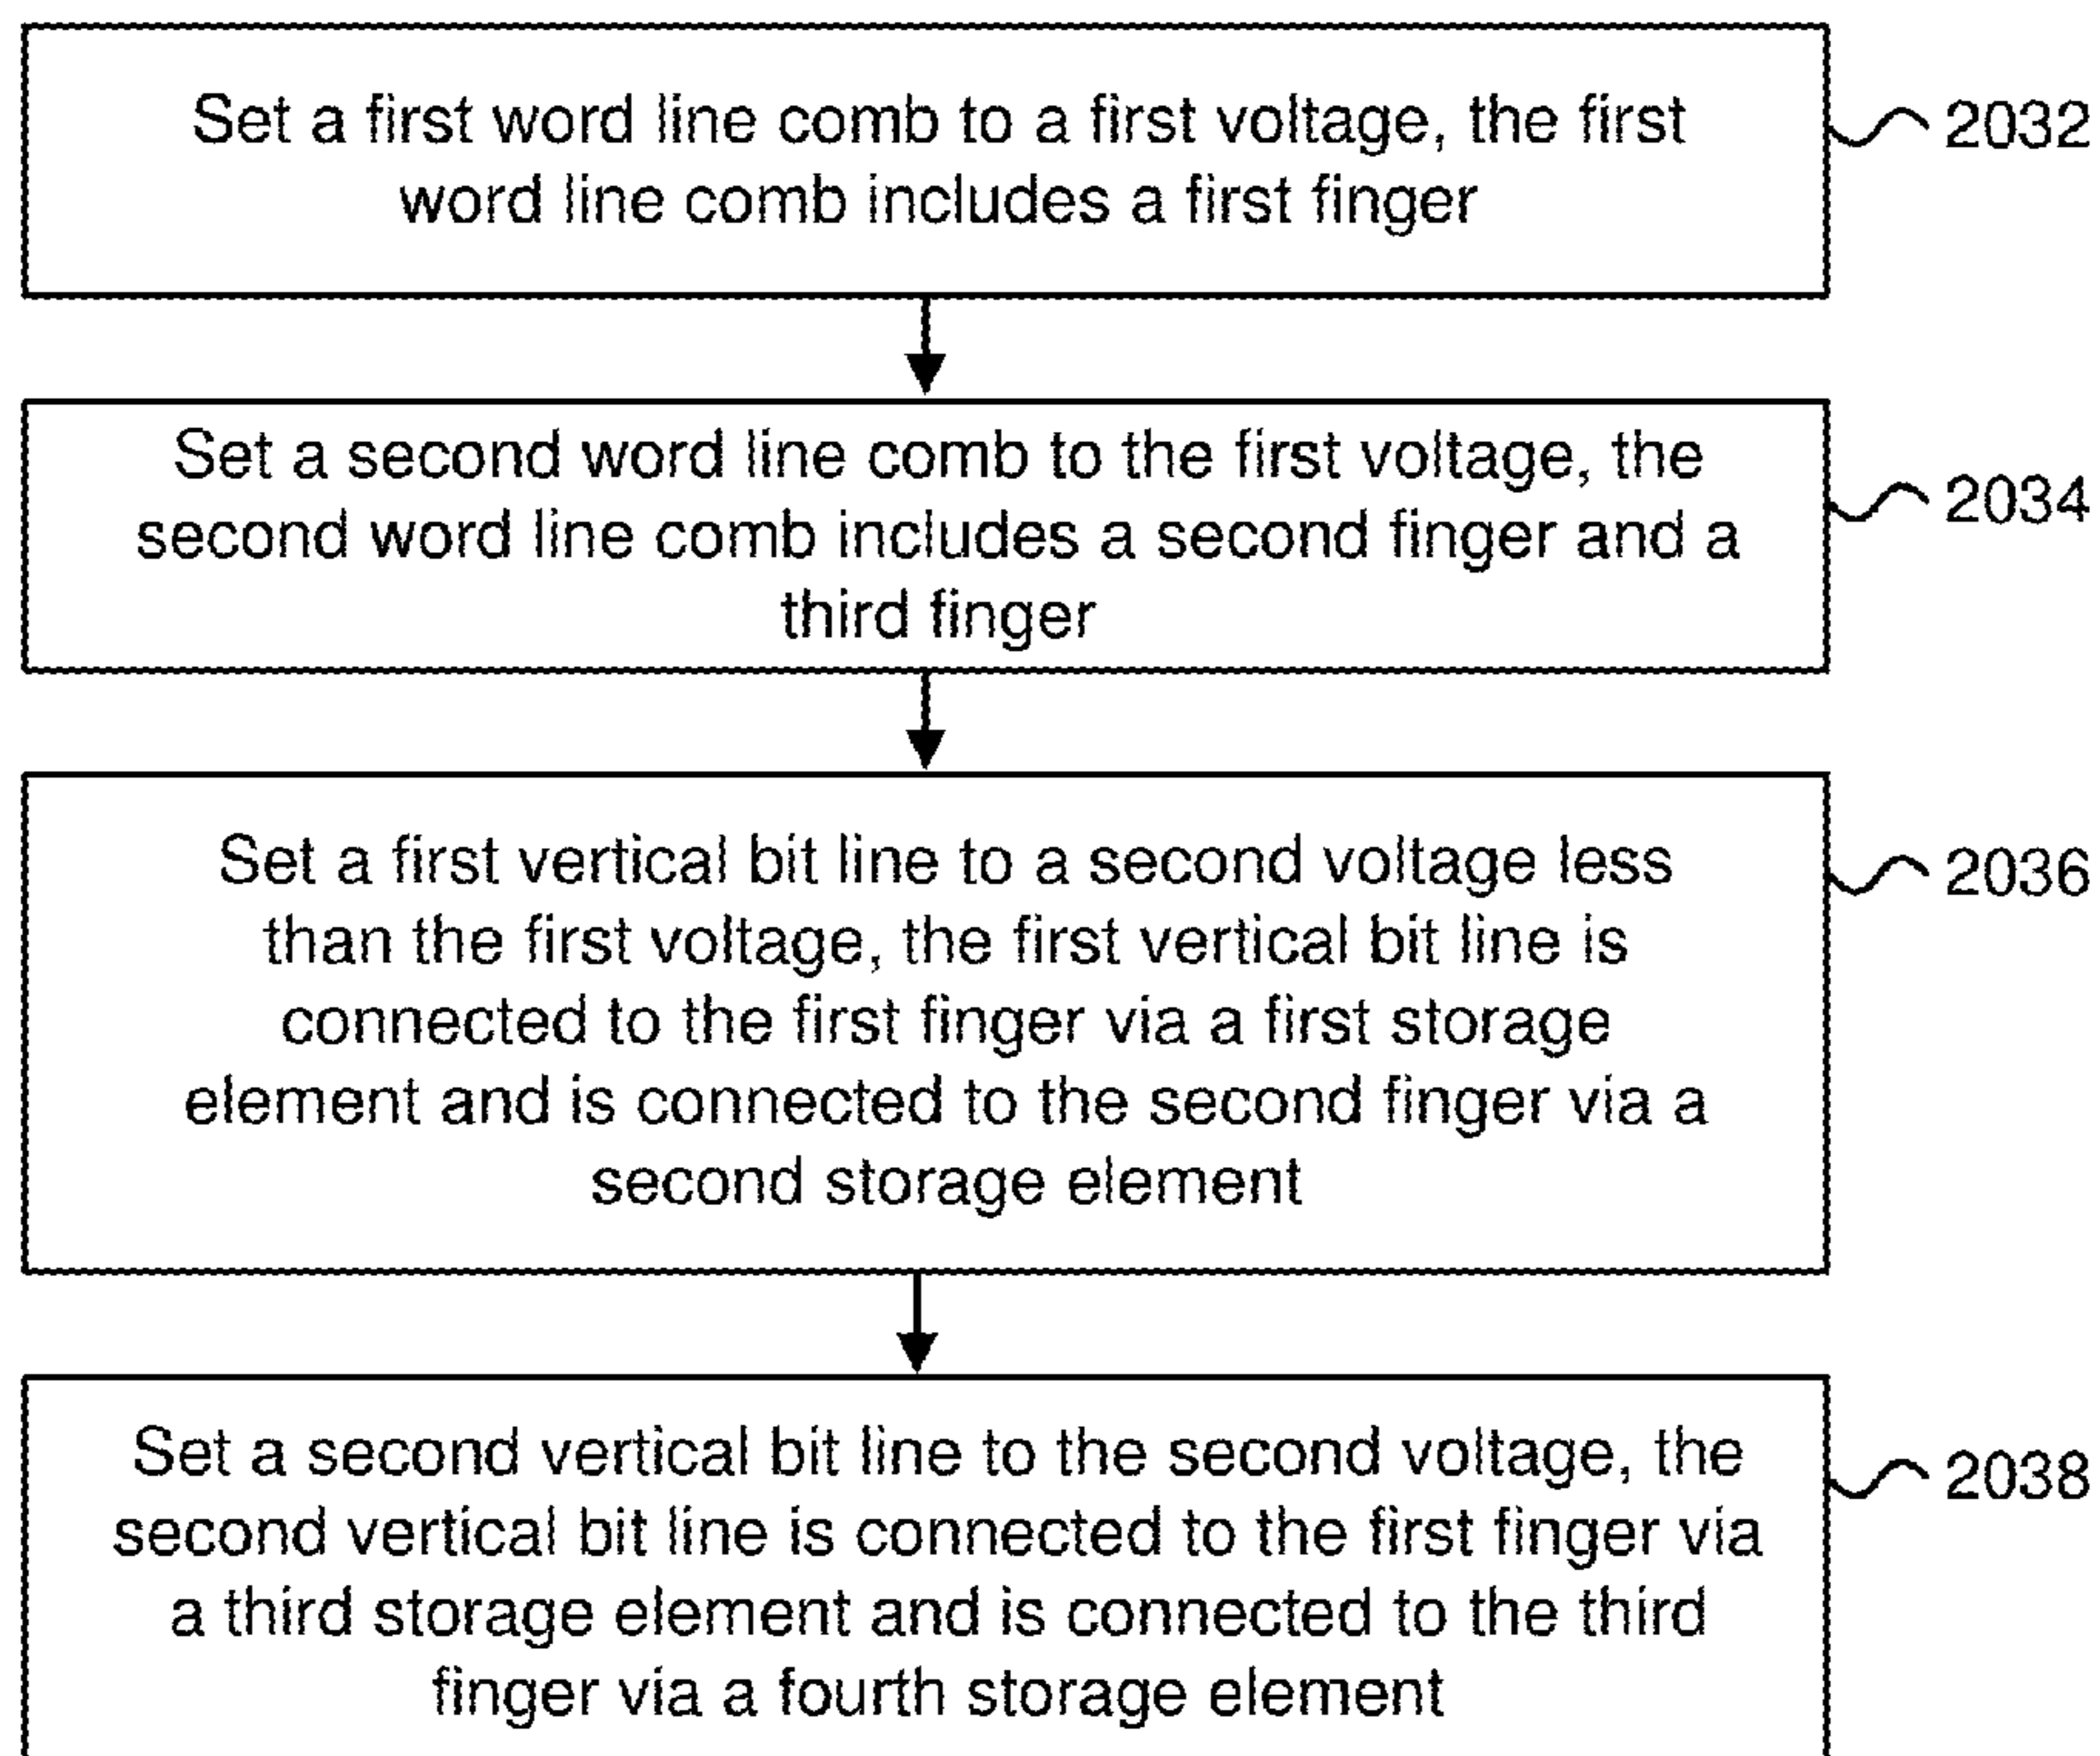 Set a first word line comb to a first voltage, the first
word line comb includes a first finger
2032
Set a second word line comb to the first voltage, the
second word line comb includes a second finger and a
third finger
2034
Set a first vertical bit line to a second voltage less
than the first voltage, the first vertical bit line is
connected to the first finger via a first storage
element and is connected to the second finger via a
second storage element
2036
Set a second vertical bit line to the second voltage, the
second vertical bit line is connected to the first finger via
a third storage element and is connected to the third
finger via a fourth storage element
2038